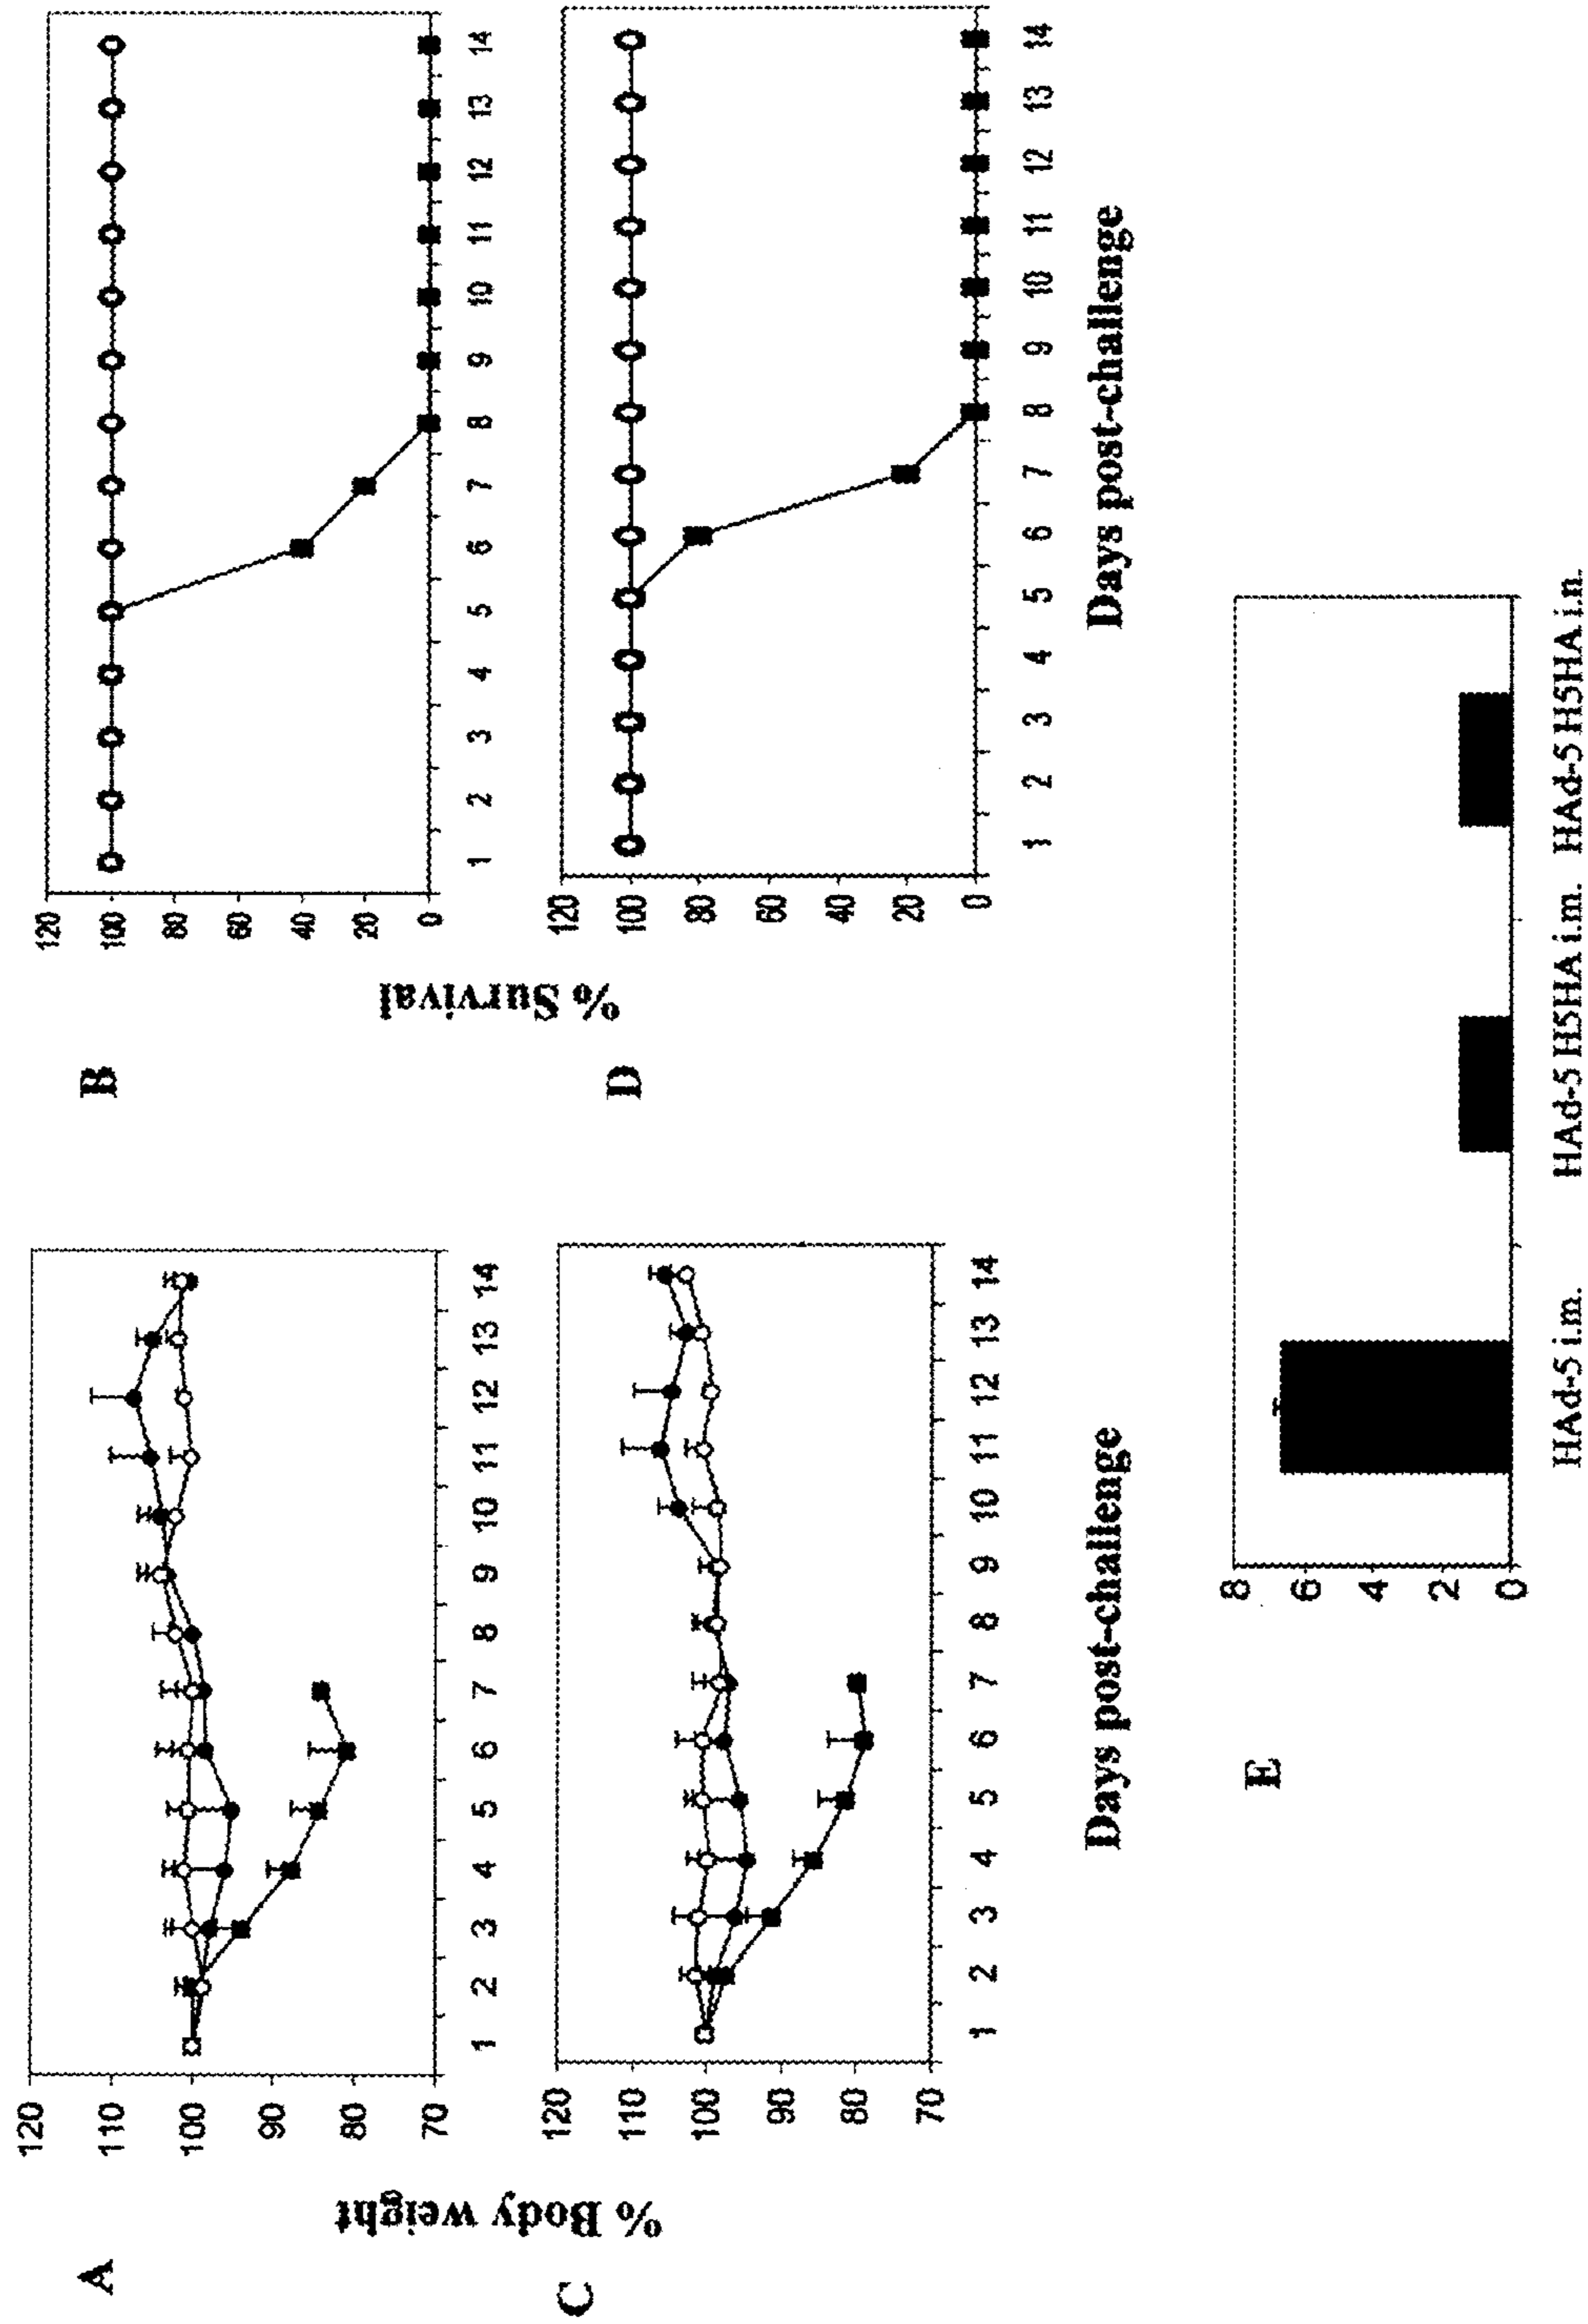 A
% Body weight
120
110
100
90
80
70
1 2 3 4 5 6 7 8 9 10 11 12 13 14
B
% Survival
120
100
80
60
40
20
0
1 2 3 4 5 6 7 8 9 10 11 12 13 14
C
120
110
100
90
80
70
1 2 3 4 5 6 7 8 9 10 11 12 13 14
Days post-challenge
D
120
100
80
60
40
20
0
1 2 3 4 5 6 7 8 9 10 11 12 13 14
Days post-challenge
E
8
6
4
2
0
HAd-5 i.m. HAd-5 H5HA i.m. HAd-5 H5HA i.n.